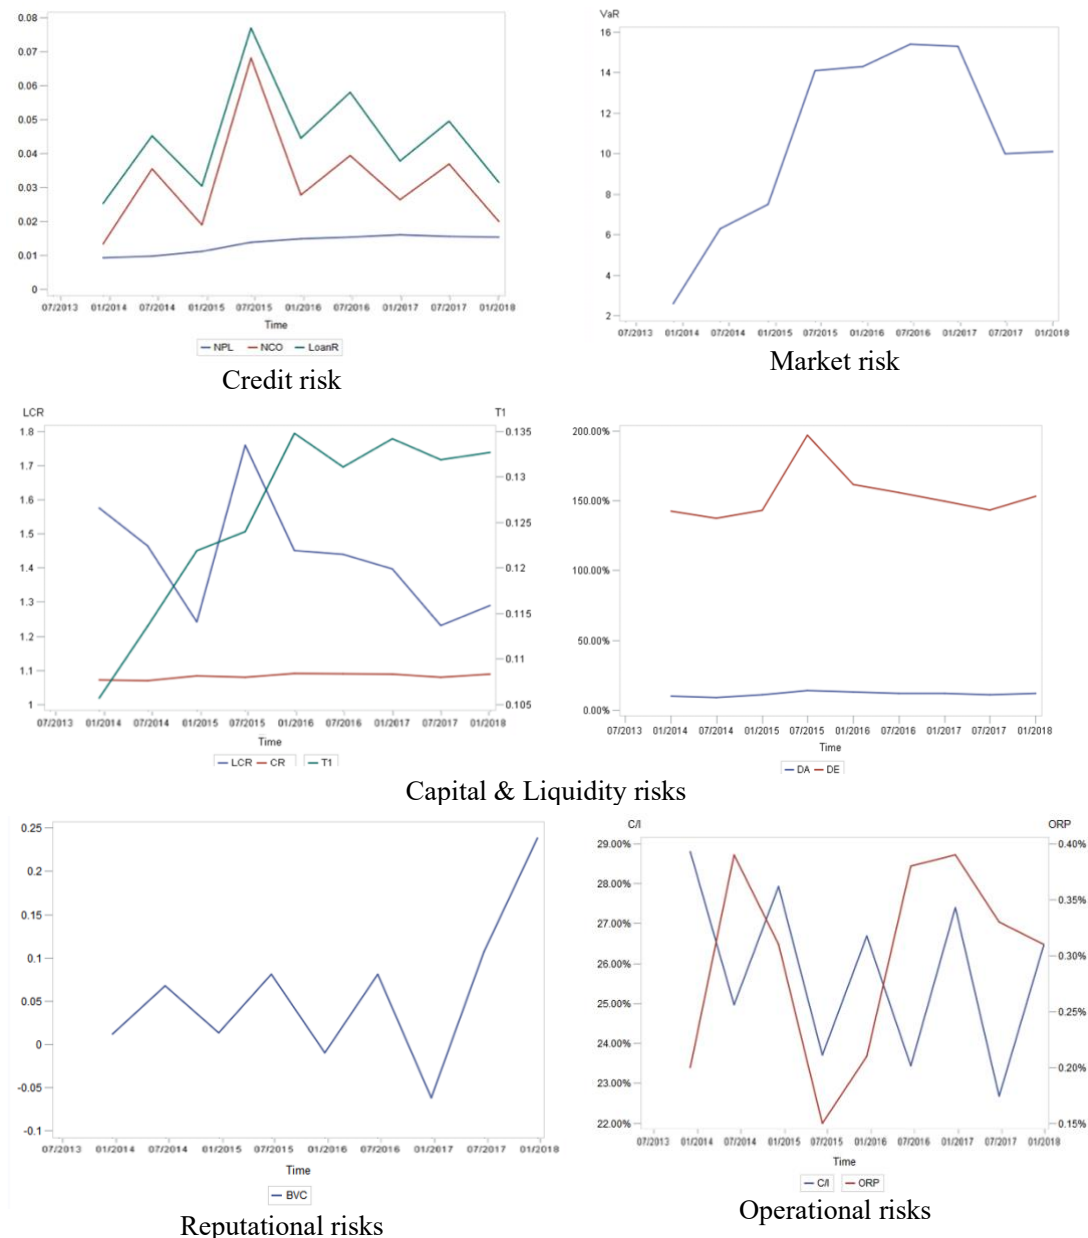 0.08
0.07
0.06
0.05
0.04
0.03
0.02
0.01
0
07/2013 01/2014 07/2014 01/2015 07/2015 01/2016 07/2016 01/2017 07/2017 01/2018
Time
NPL NCO LoanR
Credit risk
VaR
16
14
12
10
8
6
4
2
07/2013 01/2014 07/2014 01/2015 07/2015 01/2016 07/2016 01/2017 07/2017 01/2018
Time
Market risk
LCR T1
1.8 0.135
1.7
0.13
1.6
0.125
1.5
1.4 0.12
1.3
0.115
1.2
0.11
1.1
1 0.105
07/2013 01/2014 07/2014 01/2015 07/2015 01/2016 07/2016 01/2017 07/2017 01/2018
Time
LCR CR T1
200.00%
150.00%
100.00%
50.00%
0.00%
07/2013 01/2014 07/2014 01/2015 07/2015 01/2016 07/2016 01/2017 07/2017 01/2018
Time
DA DE
Capital & Liquidity risks
0.25
0.2
0.15
0.1
0.05
0
-0.05
-0.1
07/2013 01/2014 07/2014 01/2015 07/2015 01/2016 07/2016 01/2017 07/2017 01/2018
Time
BVC
Reputational risks
C/I ORP
29.00% 0.40%
28.00%
0.35%
27.00%
0.30%
26.00%
25.00% 0.25%
24.00%
0.20%
23.00%
22.00% 0.15%
07/2013 01/2014 07/2014 01/2015 07/2015 01/2016 07/2016 01/2017 07/2017 01/2018
Time
C/I ORP
Operational risks